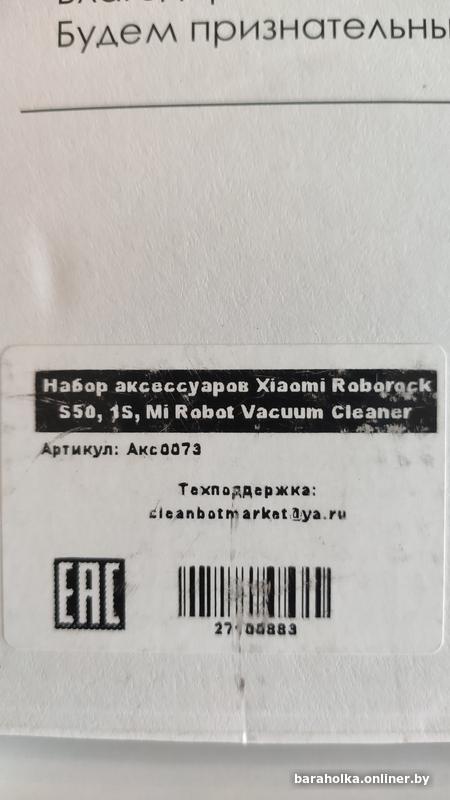 Будем признательны
Набор аксессуаров Xiaomi Roborock
S50, 1S, Mi Robot Vacuum Cleaner
Артикул: Акс0073
Техподдержка:
cleanbotmarket@ya.ru
EAC
baraholka.onliner.by